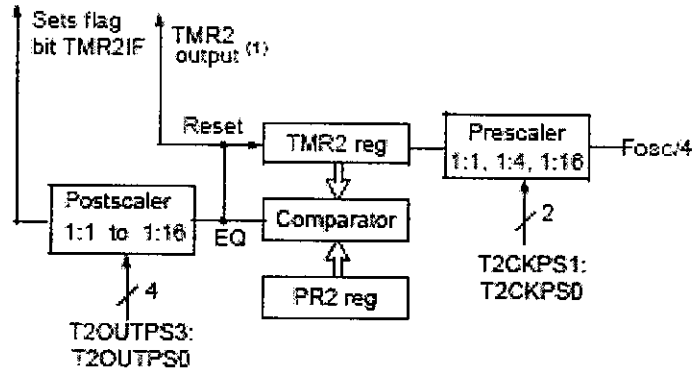 Sets flag
bit TMR2IF
TMR2
output (1)
Reset
TMR2 reg
Prescaler
1:1, 1:4, 1:16
Fosc/4
Postscaler
1:1 to 1:16
EQ
Comparator
2
4
PR2 reg
T2CKPS1:
T2CKPS0
T2OUTPS3:
T2OUTPS0